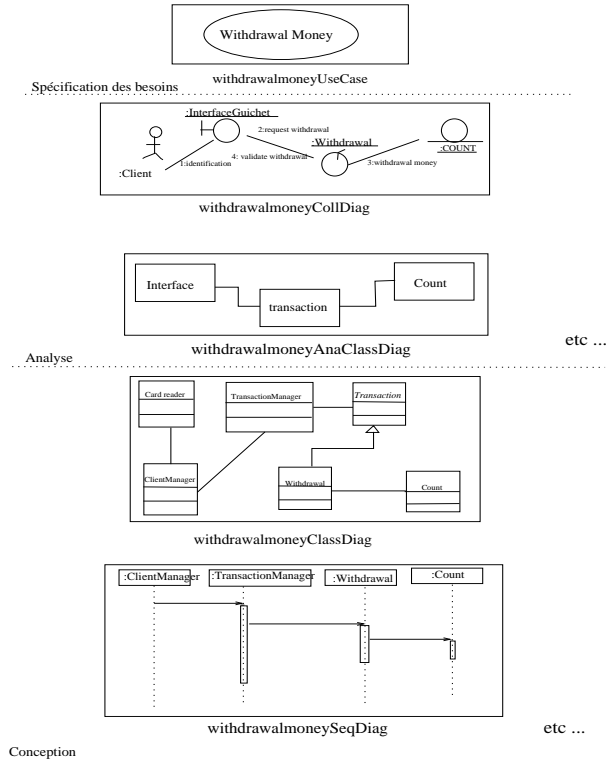 Withdrawal Money
withdrawalmoneyUseCase
Spécification des besoins
:InterfaceGuichet
2:request withdrawal
:Withdrawal
:COUNT
:Client
1:identification
4: validate withdrawal
3:withdrawal money
withdrawalmoneyCollDiag
Interface
transaction
Count
withdrawalmoneyAnaClassDiag
etc ...
Analyse
Card reader
TransactionManager
Transaction
ClientManager
Withdrawal
Count
withdrawalmoneyClassDiag
:ClientManager
:TransactionManager
:Withdrawal
:Count
withdrawalmoneySeqDiag
etc ...
Conception